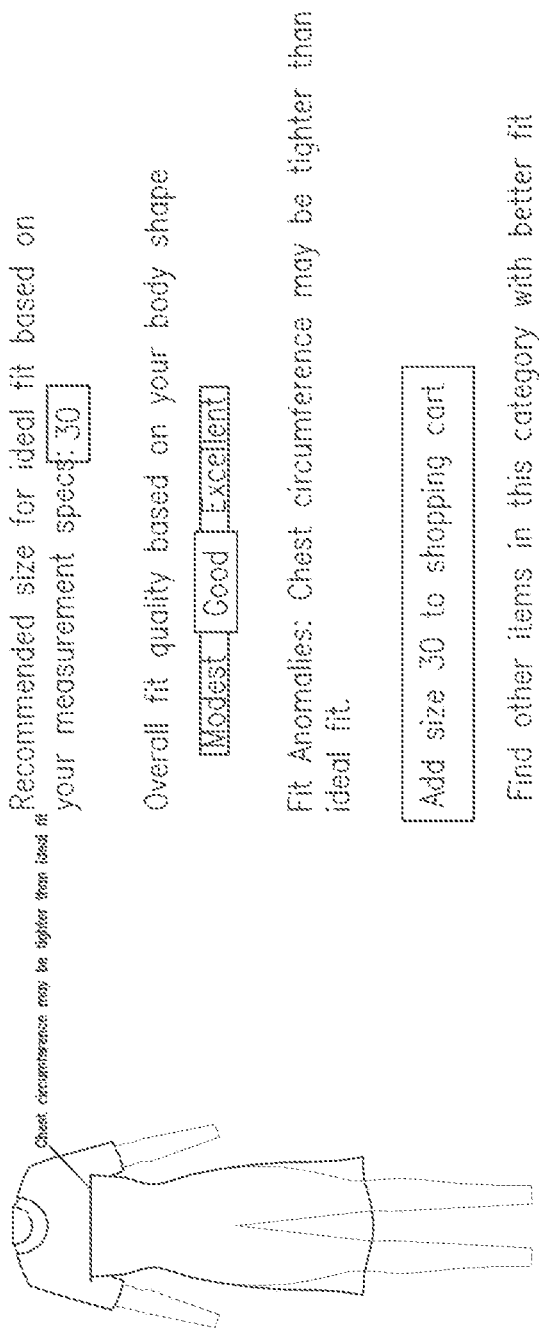 Recommended size for ideal fit based on
your measurement specs: 30
Overall fit quality based on your body shape
Modest Good Excellent
Fit Anomalies: Chest circumference may be tighter than
ideal fit.
Add size 30 to shopping cart
Find other items in this category with better fit
Chest circumference may be tighter than ideal fit